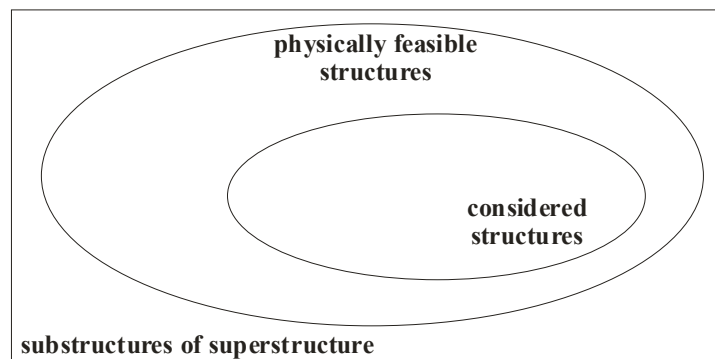 physically feasible
structures
considered
structures
substructures of superstructure